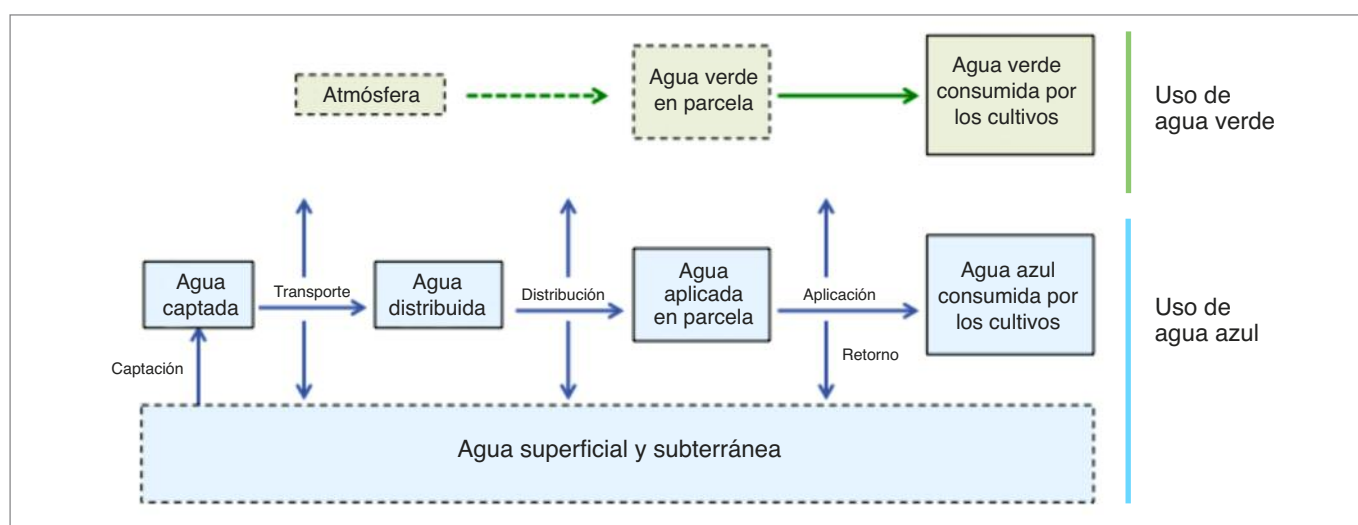 Atmósfera
Agua verde
en parcela
Agua verde
consumida por
los cultivos
Uso de
agua verde
Agua
captada
Transporte
Agua
distribuida
Distribución
Agua
aplicada
en parcela
Aplicación
Agua azul
consumida por
los cultivos
Uso de
agua azul
Captación
Retorno
Agua superficial y subterránea